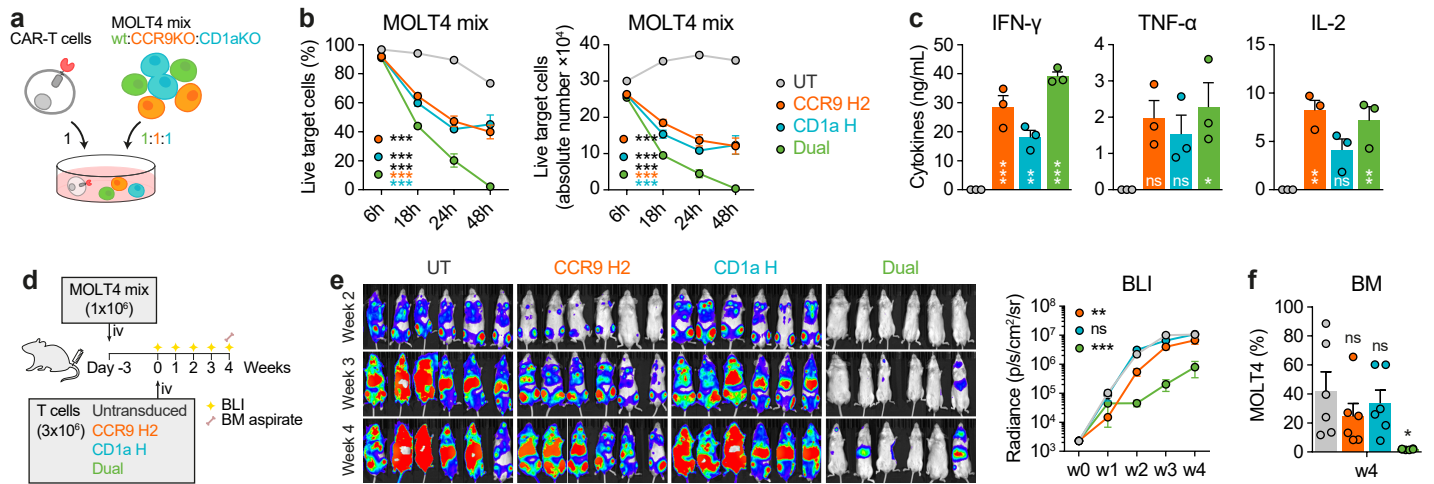 a
CAR-T cells
MOLT4 mix
wt:CCR9KO:CD1aKO
1
1:1:1
b
MOLT4 mix
Live target cells (%)
100
80
60
40
20
0
6h
18h
24h
48h
***
***
***
***
***
MOLT4 mix
Live target cells
(absolute number ×10⁴)
40
30
20
10
0
6h
18h
24h
48h
***
***
***
***
***
UT
CCR9 H2
CD1a H
Dual
c
Cytokines (ng/mL)
IFN-γ
50
40
30
20
10
0
***
**
***
TNF-α
4
3
2
1
0
ns
ns
*
IL-2
15
10
5
0
**
ns
**
d
MOLT4 mix
(1x10⁶)
iv
Day -3
0
1
2
3
4
Weeks
iv
T cells
(3x10⁶)
Untransduced
CCR9 H2
CD1a H
Dual
BLI
BM aspirate
e
UT
CCR9 H2
CD1a H
Dual
Week 2
Week 3
Week 4
BLI
Radiance (p/s/cm²/sr)
10⁸
10⁷
10⁶
10⁵
10⁴
10³
w0
w1
w2
w3
w4
**
ns
***
f
BM
MOLT4 (%)
100
80
60
40
20
0
ns
ns
*
w4